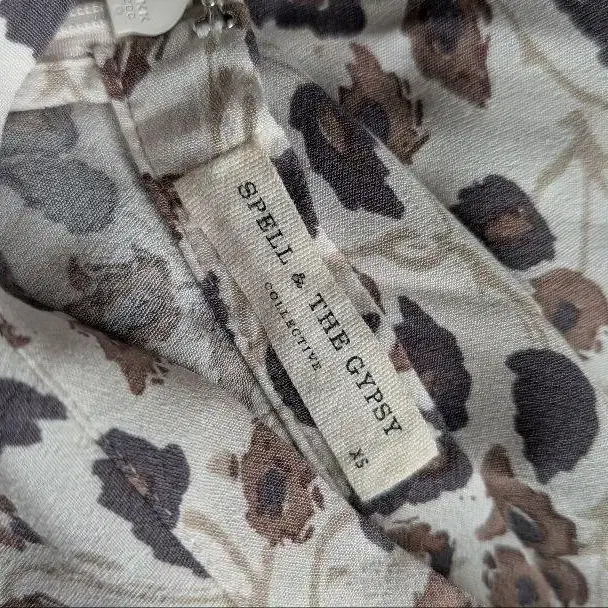 SPELL & THE GYPSY
COLLECTIVE
XS